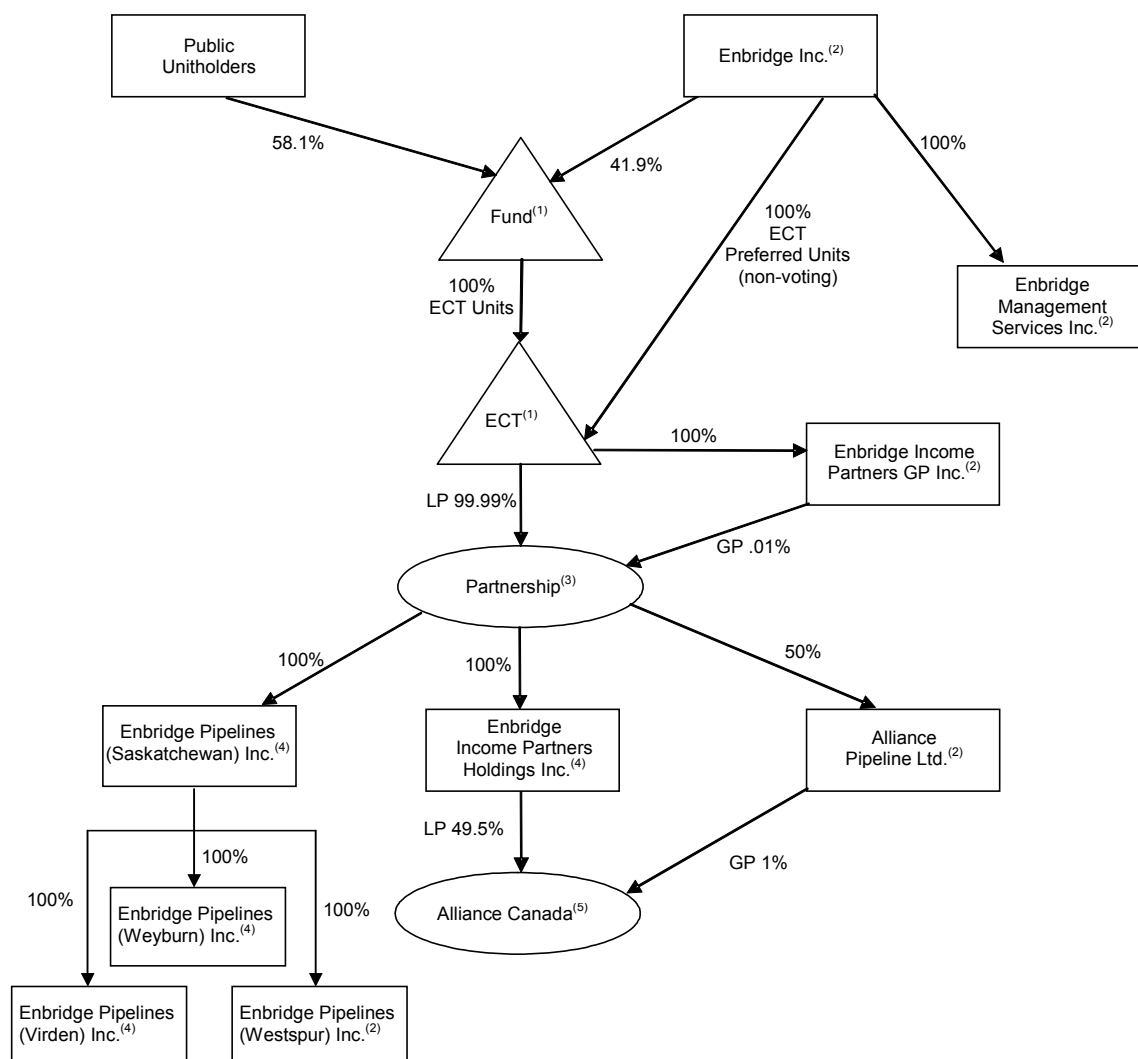 Public
Unitholders
Enbridge Inc.(2)
58.1%
41.9%
100%
Fund(1)
100%
ECT
Preferred Units
(non-voting)
100%
ECT Units
Enbridge
Management
Services Inc.(2)
ECT(1)
100%
Enbridge Income
Partners GP Inc.(2)
LP 99.99%
GP .01%
Partnership(3)
100%
100%
50%
Enbridge Pipelines
(Saskatchewan) Inc.(4)
Enbridge
Income Partners
Holdings Inc.(4)
Alliance
Pipeline Ltd.(2)
LP 49.5%
GP 1%
100%
100%
100%
Enbridge Pipelines
(Weyburn) Inc.(4)
Alliance Canada(5)
Enbridge Pipelines
(Virden) Inc.(4)
Enbridge Pipelines
(Westspur) Inc.(2)